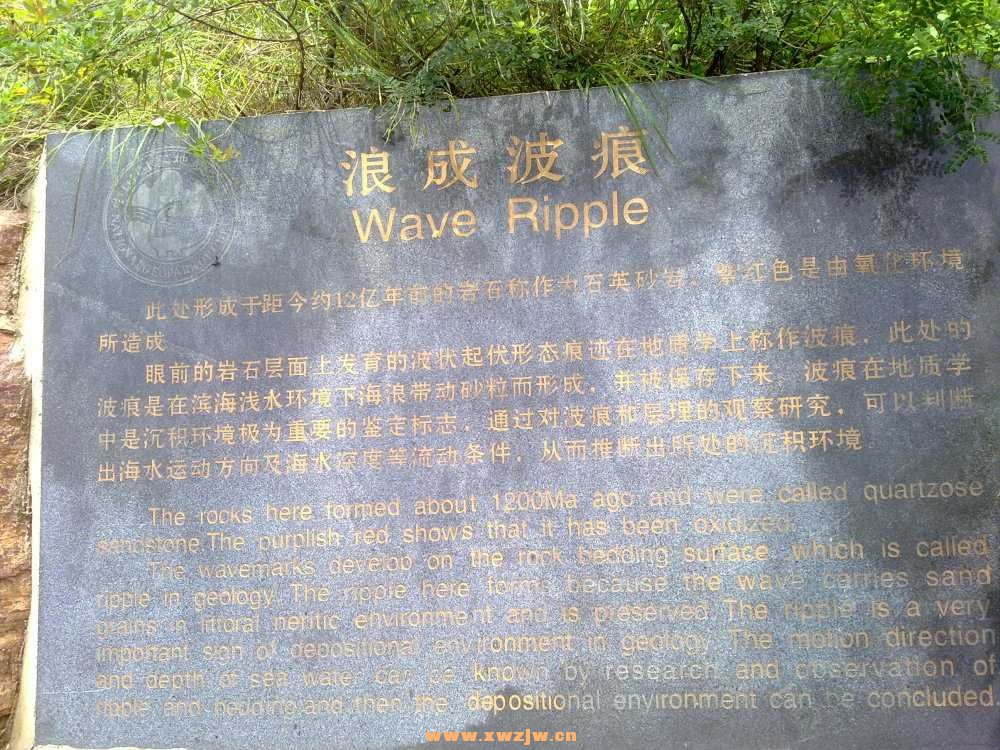 浪成波痕
Wave Ripple
此处形成于距今约12亿年前的岩石称作为石英砂岩，紫红色是由氧化环境
所造成
眼前的岩石层面上发育的波状起伏形态痕迹在地质学上称作波痕，此处的
波痕是在滨海浅水环境下海浪带动砂粒而形成，并被保存下来，波痕在地质学
中是沉积环境极为重要的鉴定标志，通过对波痕和层理的观察研究，可以判断
出海水运动方向及海水深度等流动条件，从而推断出所处的沉积环境
The rocks here formed about 1200Ma ago and were called quartzose
sandstone.The purplish red shows that it has been oxidized.
The wavemarks develop on the rock bedding surface, which is called
ripple in geology.The ripple here forms because the wave carries sand
grains in littoral neritic environment and is preserved.The ripple is a very
important sign of depositional environment in geology.The motion direction
and depth of sea water can be known by research and observation of
ripple and bedding,and then the depositional environment can be concluded.
www.xwzjw.cn